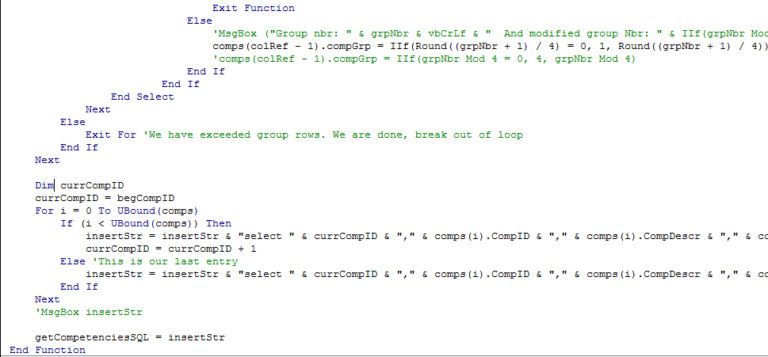 Exit Function
Else
'MsgBox ("Group nbr: " & grpNbr & vbCrLf & "  And modified group Nbr: " & IIf(grpNbr Moc
comps(colRef - 1).compGrp = IIf(Round((grpNbr + 1) / 4) = 0, 1, Round((grpNbr + 1) / 4))
'comps(colRef - 1).compGrp = IIf(grpNbr Mod 4 = 0, 4, grpNbr Mod 4)
End If
End If
End Select
Next
Else
Exit For 'We have exceeded group rows. We are done, break out of loop
End If
Next
Dim currCompID
currCompID = begCompID
For i = 0 To UBound(comps)
If (i < UBound(comps)) Then
insertStr = insertStr & "select " & currCompID & "," & comps(i).CompID & "," & comps(i).CompDescr & "," & co
currCompID = currCompID + 1
Else 'This is our last entry
insertStr = insertStr & "select " & currCompID & "," & comps(i).CompID & "," & comps(i).CompDescr & "," & co
End If
Next
'MsgBox insertStr
getCompetenciesSQL = insertStr
End Function